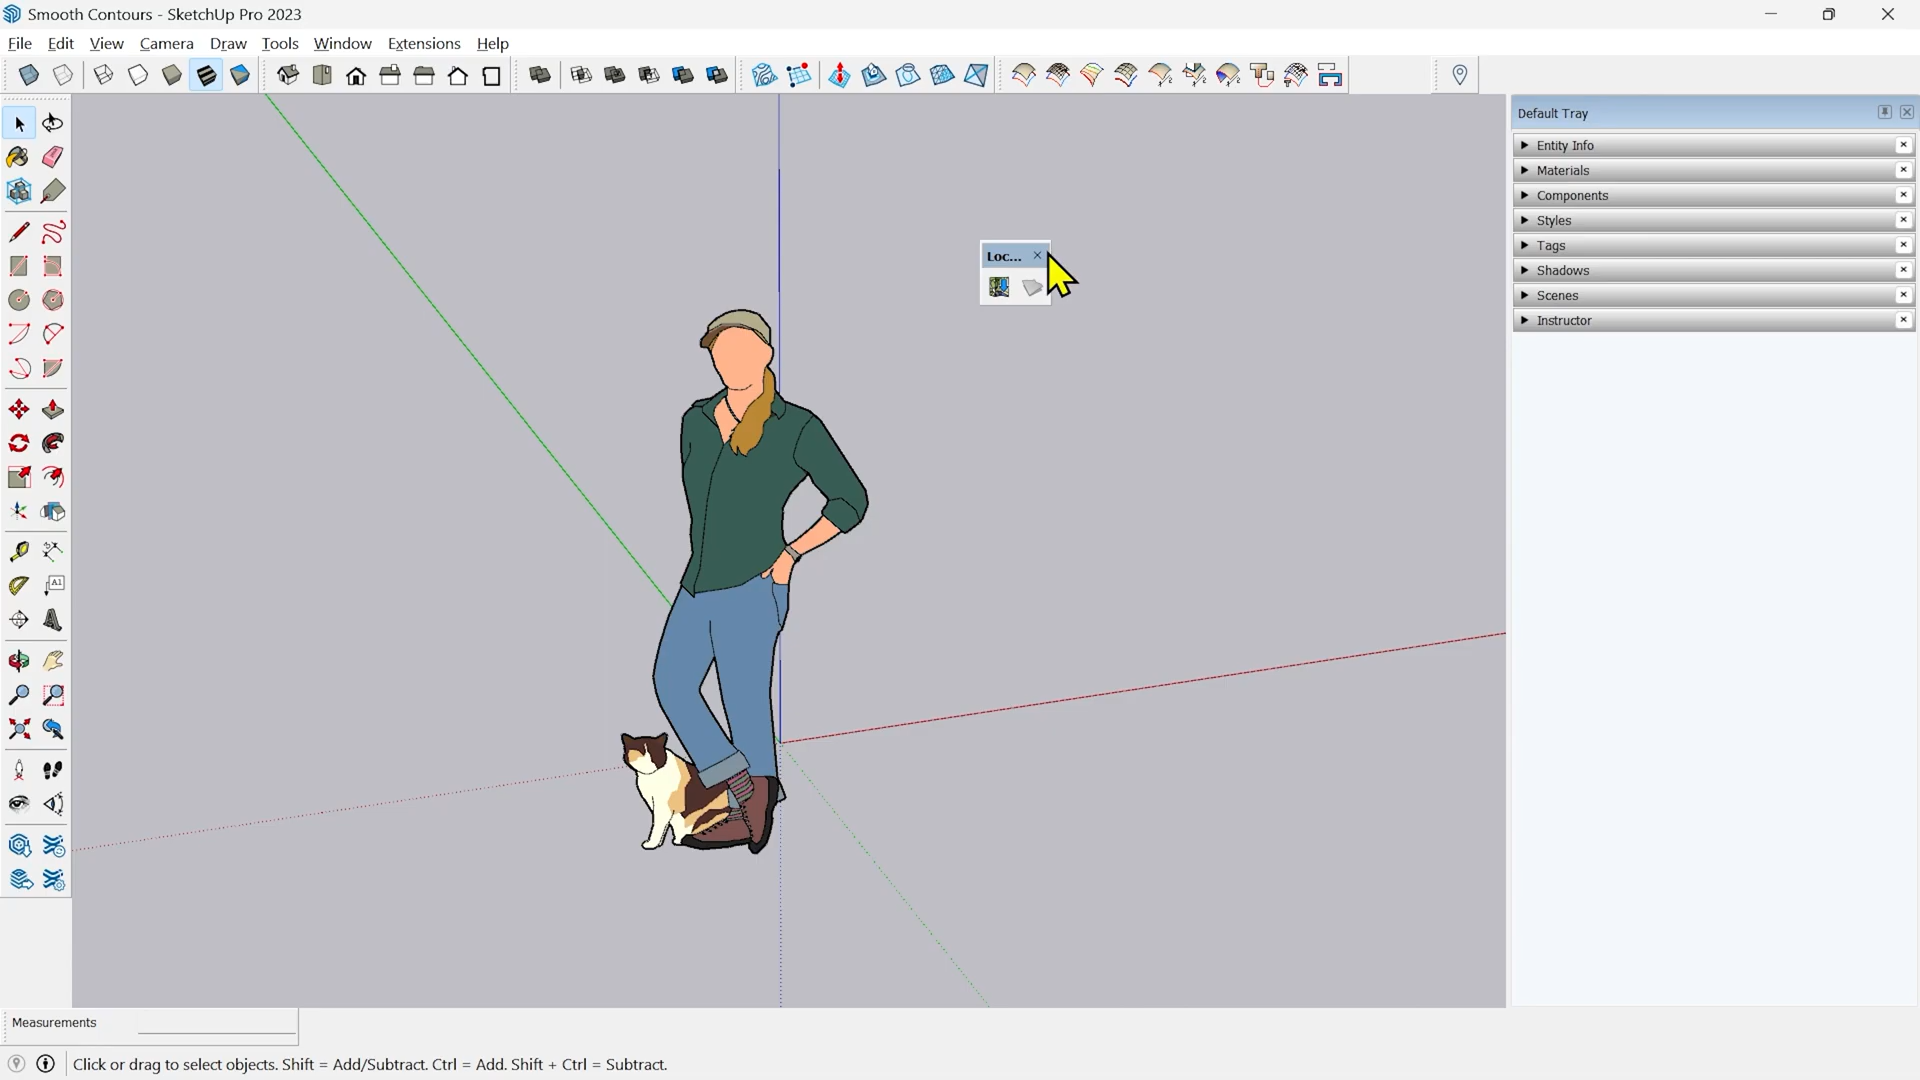 Smooth Contours - SketchUp Pro 2023
File Edit View Camera Draw Tools Window Extensions Help
Default Tray
Entity Info
Materials
Components
Styles
Tags
Shadows
Scenes
Instructor
Loc...
A1
Measurements
Click or drag to select objects. Shift = Add/Subtract. Ctrl = Add. Shift + Ctrl = Subtract.